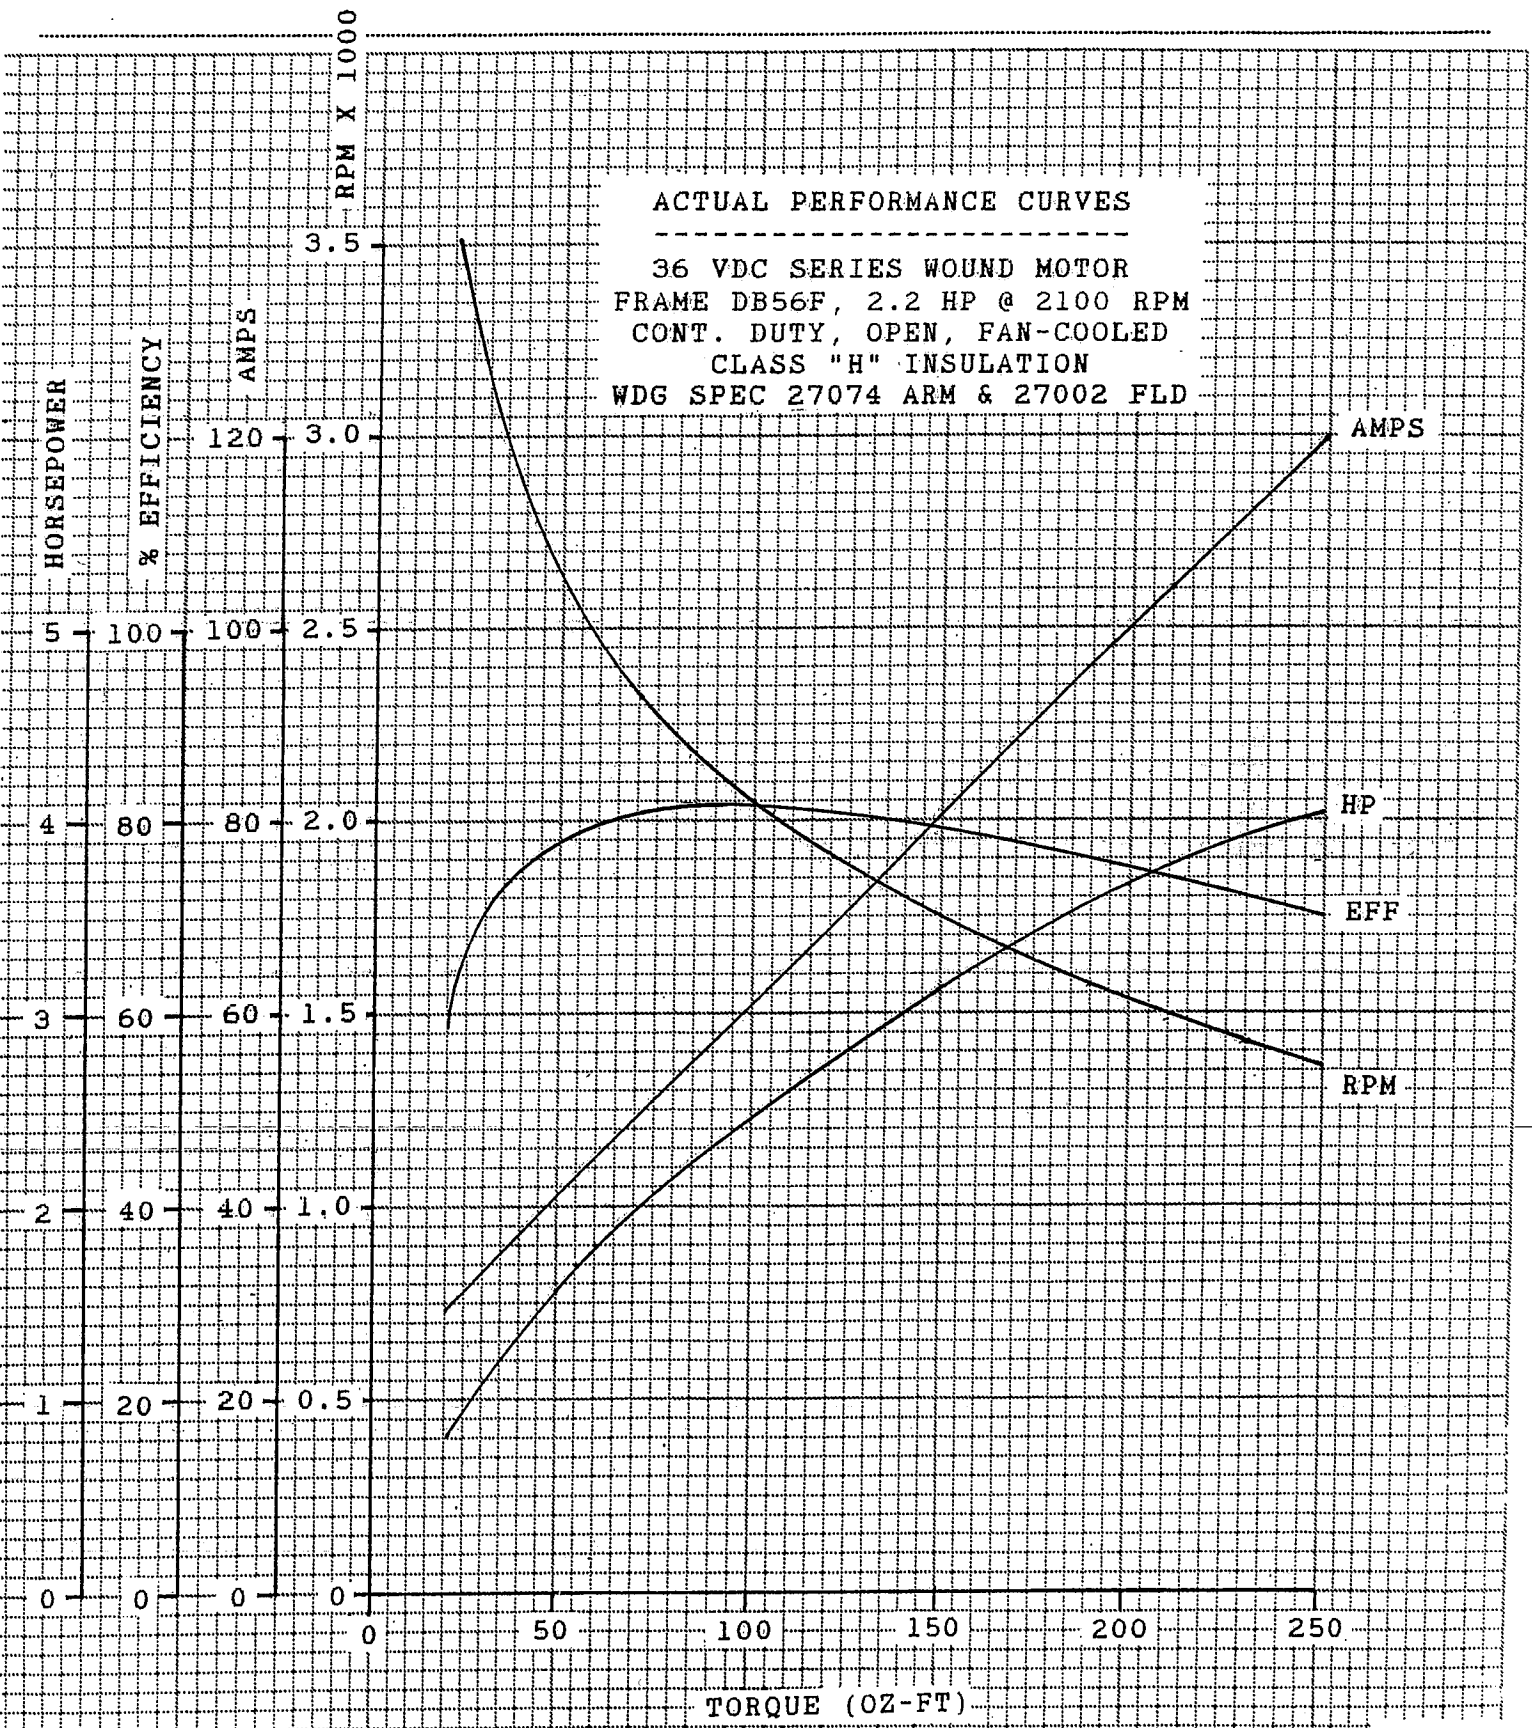 RPM X 1000
ACTUAL PERFORMANCE CURVES
-------------------------
36 VDC SERIES WOUND MOTOR
FRAME DB56F, 2.2 HP @ 2100 RPM
CONT. DUTY, OPEN, FAN-COOLED
CLASS "H" INSULATION
WDG SPEC 27074 ARM & 27002 FLD
3.5
AMPS
% EFFICIENCY
HORSEPOWER
120 3.0
AMPS
5 100 100 2.5
4 80 80 2.0
HP
EFF
3 60 60 1.5
RPM
2 40 40 1.0
1 20 20 0.5
0 0 0 0
0 50 100 150 200 250
TORQUE (OZ-FT)